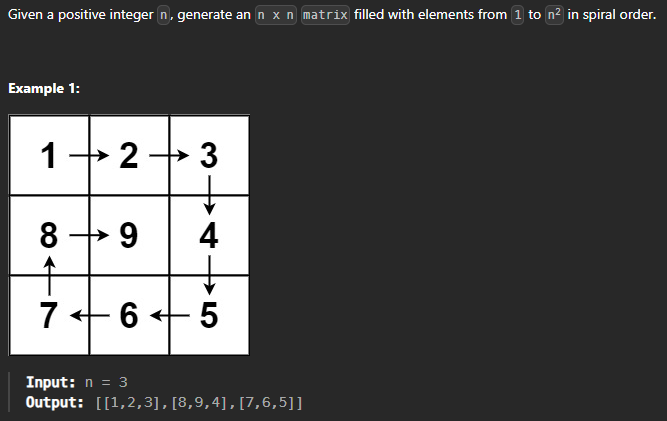 Given a positive integer n, generate an n x n matrix filled with elements from 1 to n² in spiral order.
Example 1:
1 2 3
8 9 4
7 6 5
Input: n = 3
Output: [[1,2,3],[8,9,4],[7,6,5]]